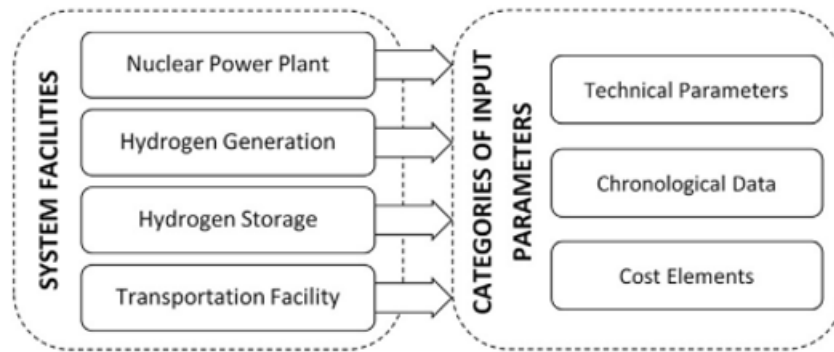 SYSTEM FACILITIES
Nuclear Power Plant
Hydrogen Generation
Hydrogen Storage
Transportation Facility
CATEGORIES OF INPUT
PARAMETERS
Technical Parameters
Chronological Data
Cost Elements